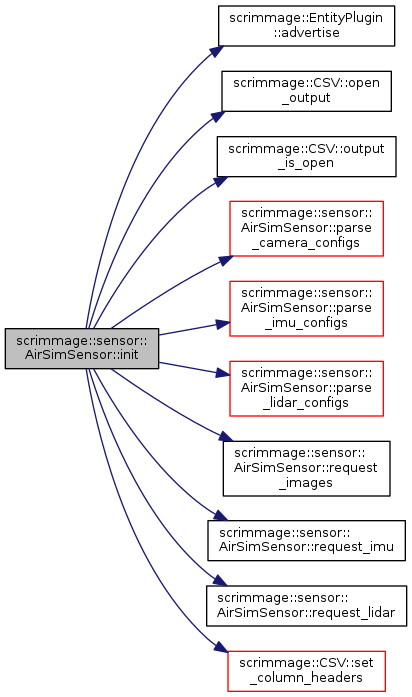 scrimmage::EntityPlugin
::advertise
scrimmage::CSV::open
_output
scrimmage::CSV::output
_is_open
scrimmage::sensor::
AirSimSensor::parse
_camera_configs
scrimmage::sensor::
AirSimSensor::parse
_imu_configs
scrimmage::sensor::
AirSimSensor::init
scrimmage::sensor::
AirSimSensor::parse
_lidar_configs
scrimmage::sensor::
AirSimSensor::request
_images
scrimmage::sensor::
AirSimSensor::request_imu
scrimmage::sensor::
AirSimSensor::request_lidar
scrimmage::CSV::set
_column_headers